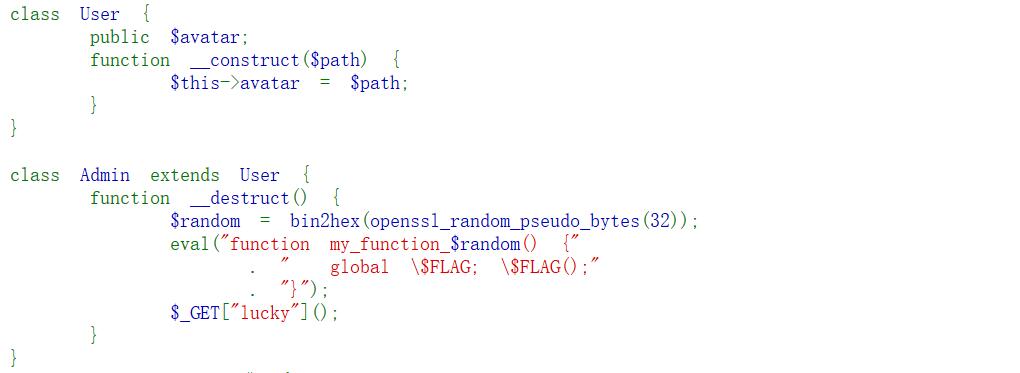 class User {
public $avatar;
function __construct($path) {
$this->avatar = $path;
}
}
class Admin extends User {
function __destruct() {
$random = bin2hex(openssl_random_pseudo_bytes(32));
eval("function my_function_$random() {"
. " global \$FLAG; \$FLAG();"
. "}");
$_GET["lucky"]();
}
}